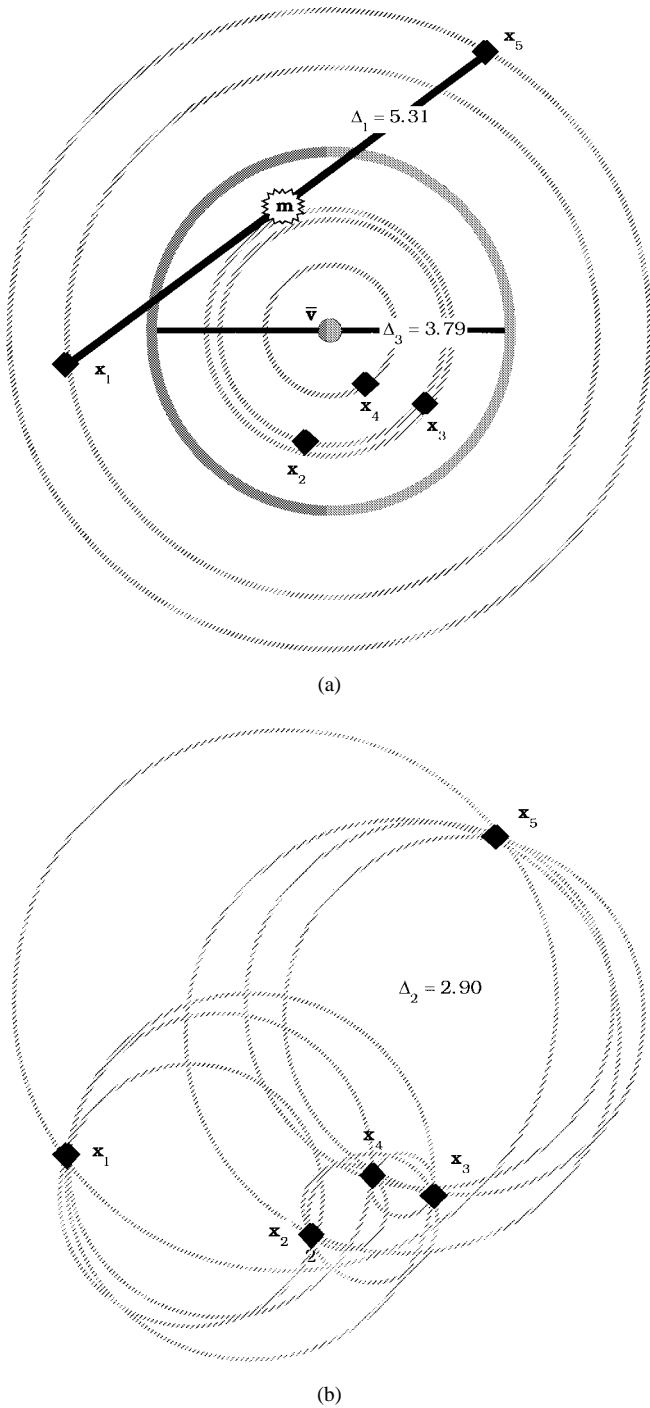 x₅
Δ₁ = 5.31
m
v̄
Δ₃ = 3.79
x₁
x₄
x₃
x₂
(a)
x₅
Δ₂ = 2.90
x₄
x₁
x₃
x₂
2
(b)